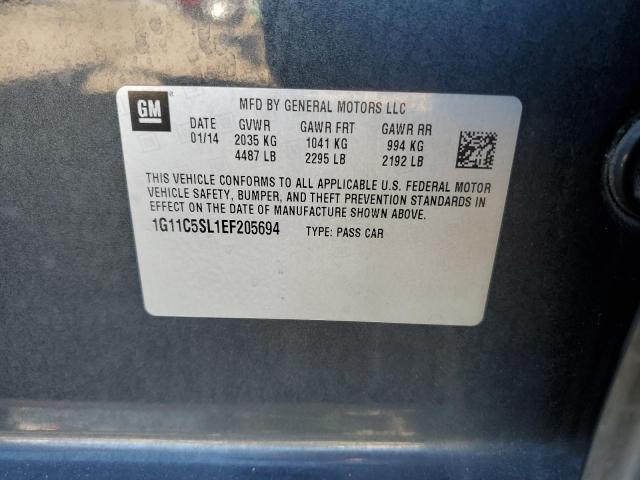 GM
MFD BY GENERAL MOTORS LLC
DATE GVWR GAWR FRT GAWR RR
01/14 2035 KG 1041 KG 994 KG
4487 LB 2295 LB 2192 LB
THIS VEHICLE CONFORMS TO ALL APPLICABLE U.S. FEDERAL MOTOR
VEHICLE SAFETY, BUMPER, AND THEFT PREVENTION STANDARDS IN
EFFECT ON THE DATE OF MANUFACTURE SHOWN ABOVE.
1G11C5SL1EF205694 TYPE: PASS CAR